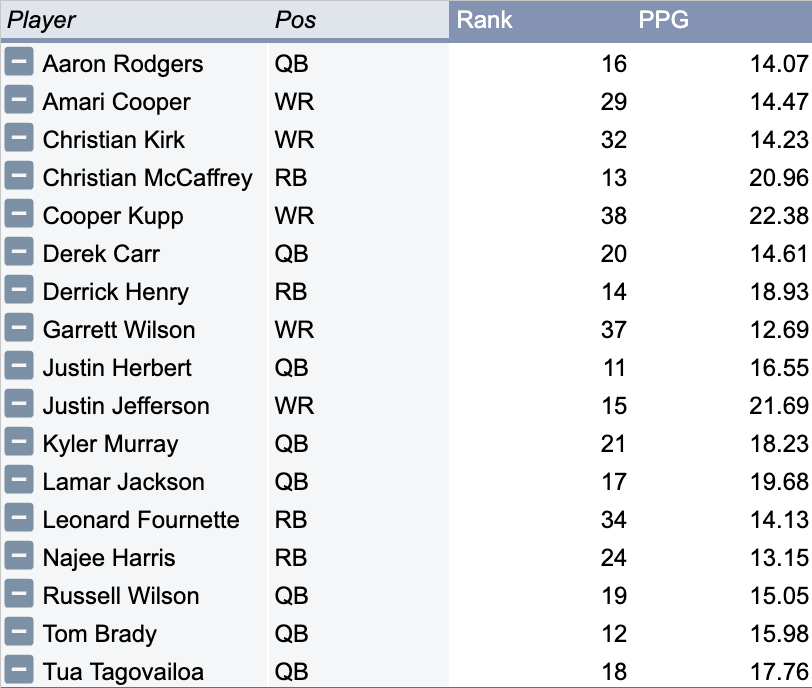 Player Pos Rank PPG
Aaron Rodgers QB 16 14.07
Amari Cooper WR 29 14.47
Christian Kirk WR 32 14.23
Christian McCaffrey RB 13 20.96
Cooper Kupp WR 38 22.38
Derek Carr QB 20 14.61
Derrick Henry RB 14 18.93
Garrett Wilson WR 37 12.69
Justin Herbert QB 11 16.55
Justin Jefferson WR 15 21.69
Kyler Murray QB 21 18.23
Lamar Jackson QB 17 19.68
Leonard Fournette RB 34 14.13
Najee Harris RB 24 13.15
Russell Wilson QB 19 15.05
Tom Brady QB 12 15.98
Tua Tagovailoa QB 18 17.76